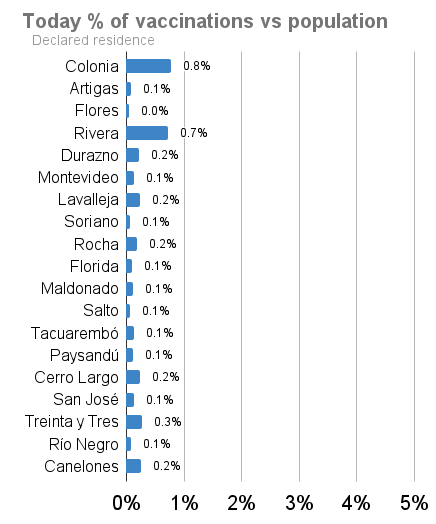 Today % of vaccinations vs population
Declared residence
Colonia 0.8%
Artigas 0.1%
Flores 0.0%
Rivera 0.7%
Durazno 0.2%
Montevideo 0.1%
Lavalleja 0.2%
Soriano 0.1%
Rocha 0.2%
Florida 0.1%
Maldonado 0.1%
Salto 0.1%
Tacuarembó 0.1%
Paysandú 0.1%
Cerro Largo 0.2%
San José 0.1%
Treinta y Tres 0.3%
Río Negro 0.1%
Canelones 0.2%
0% 1% 2% 3% 4% 5%